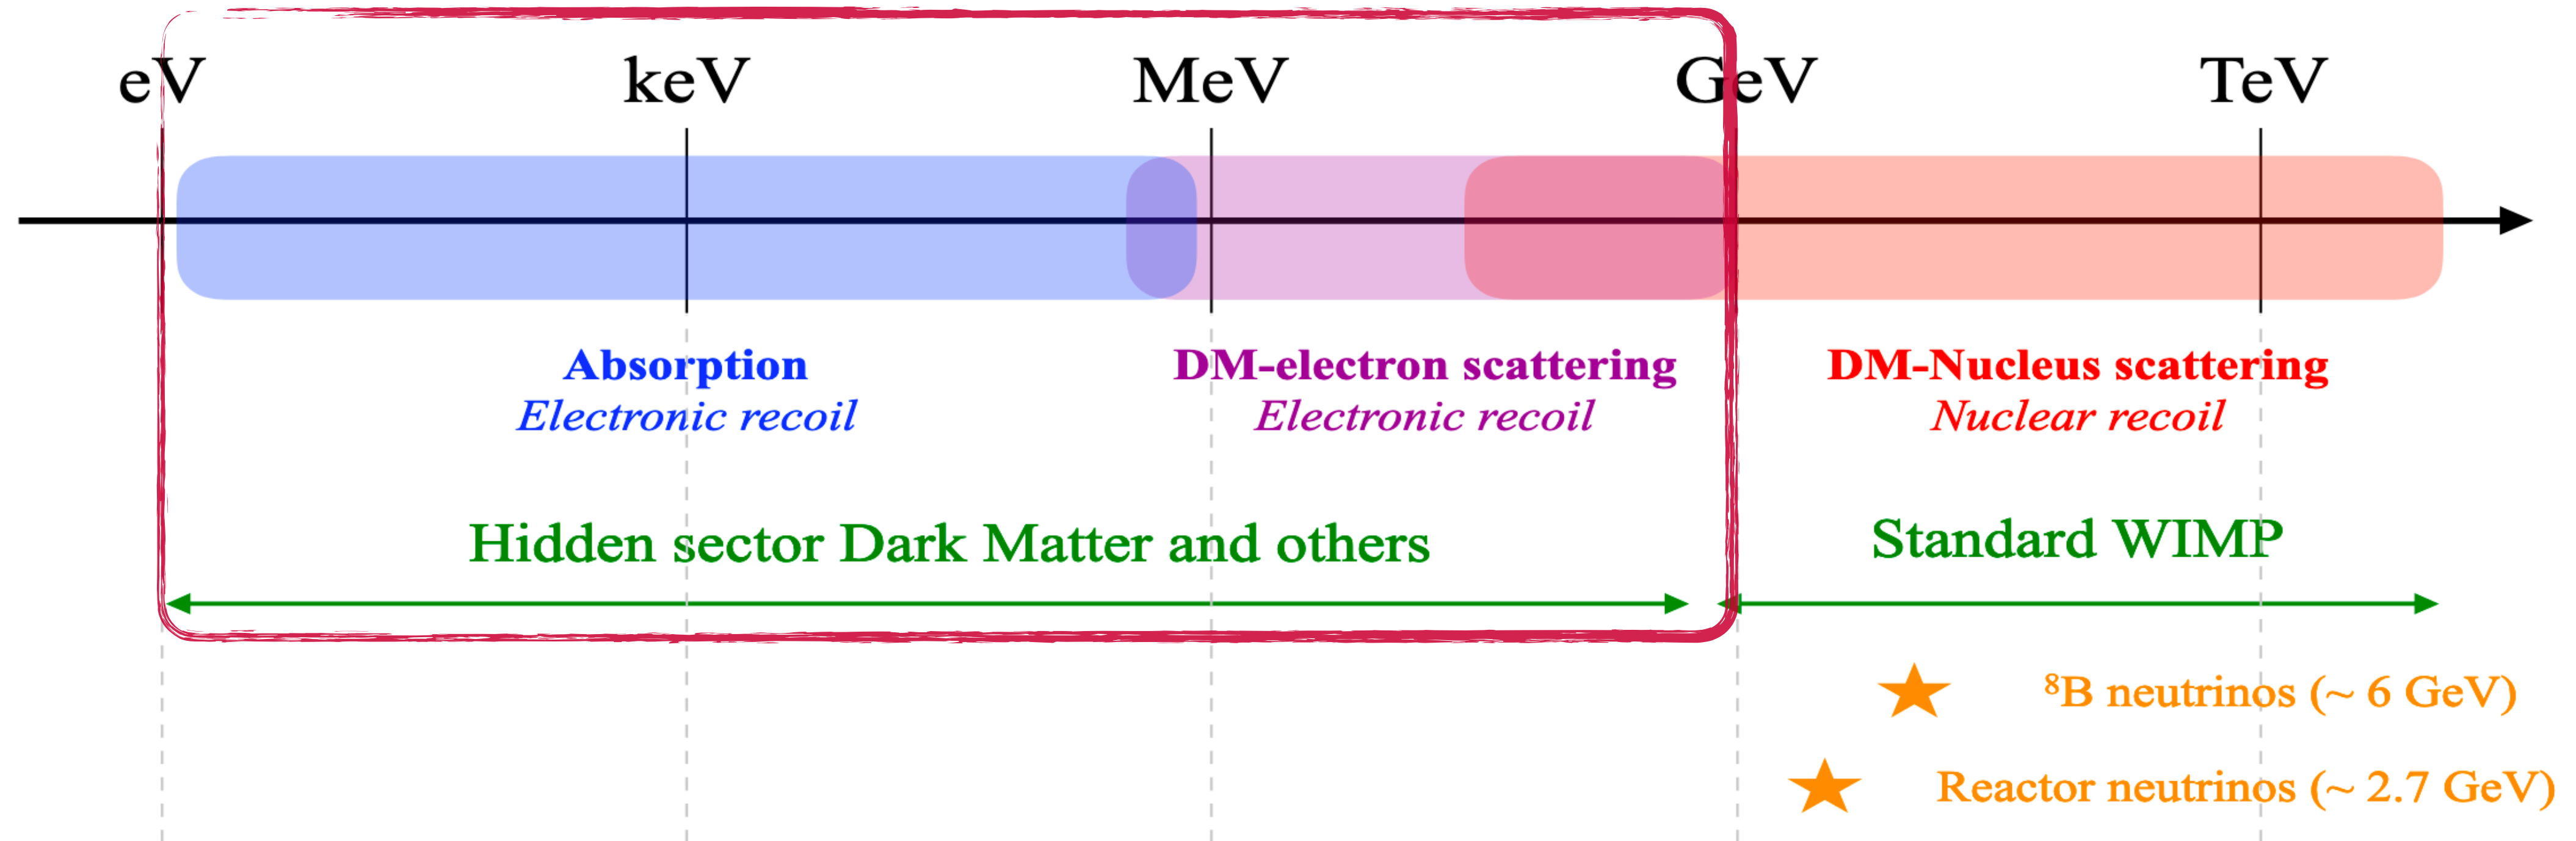 eV keV MeV GeV TeV
Absorption
Electronic recoil
DM-electron scattering
Electronic recoil
DM-Nucleus scattering
Nuclear recoil
Hidden sector Dark Matter and others
Standard WIMP
⁸B neutrinos (~ 6 GeV)
Reactor neutrinos (~ 2.7 GeV)